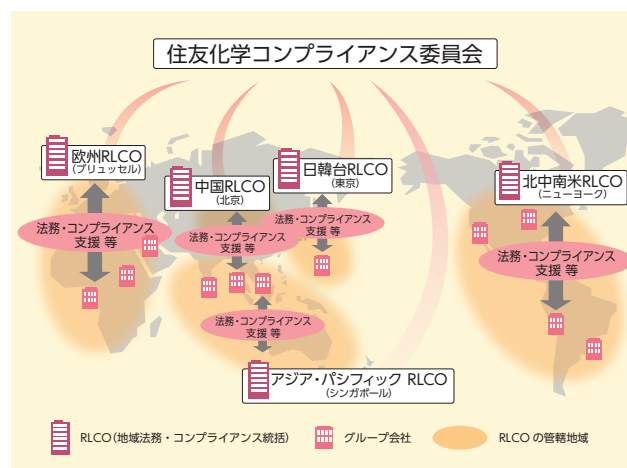 住友化学コンプライアンス委員会
欧州RLCO
(ブリュッセル)
中国RLCO
(北京)
日韓台RLCO
(東京)
北中南米RLCO
(ニューヨーク)
法務・コンプライアンス
支援 等
法務・コンプライアンス
支援 等
法務・コンプライアンス
支援 等
法務・コンプライアンス
支援 等
法務・コンプライアンス
支援 等
アジア・パシフィック RLCO
(シンガポール)
RLCO(地域法務・コンプライアンス統括)
グループ会社
RLCO の管轄地域